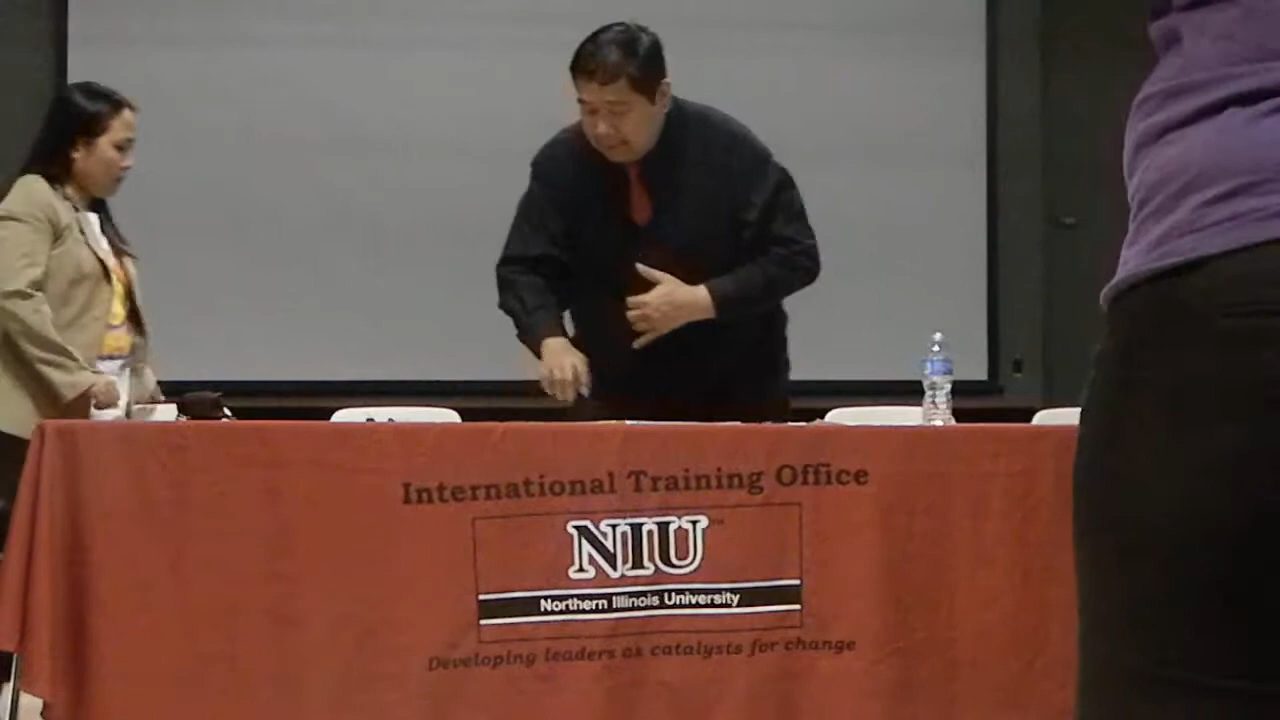 International Training Office
NIU
Northern Illinois University
Developing leaders as catalysts for change